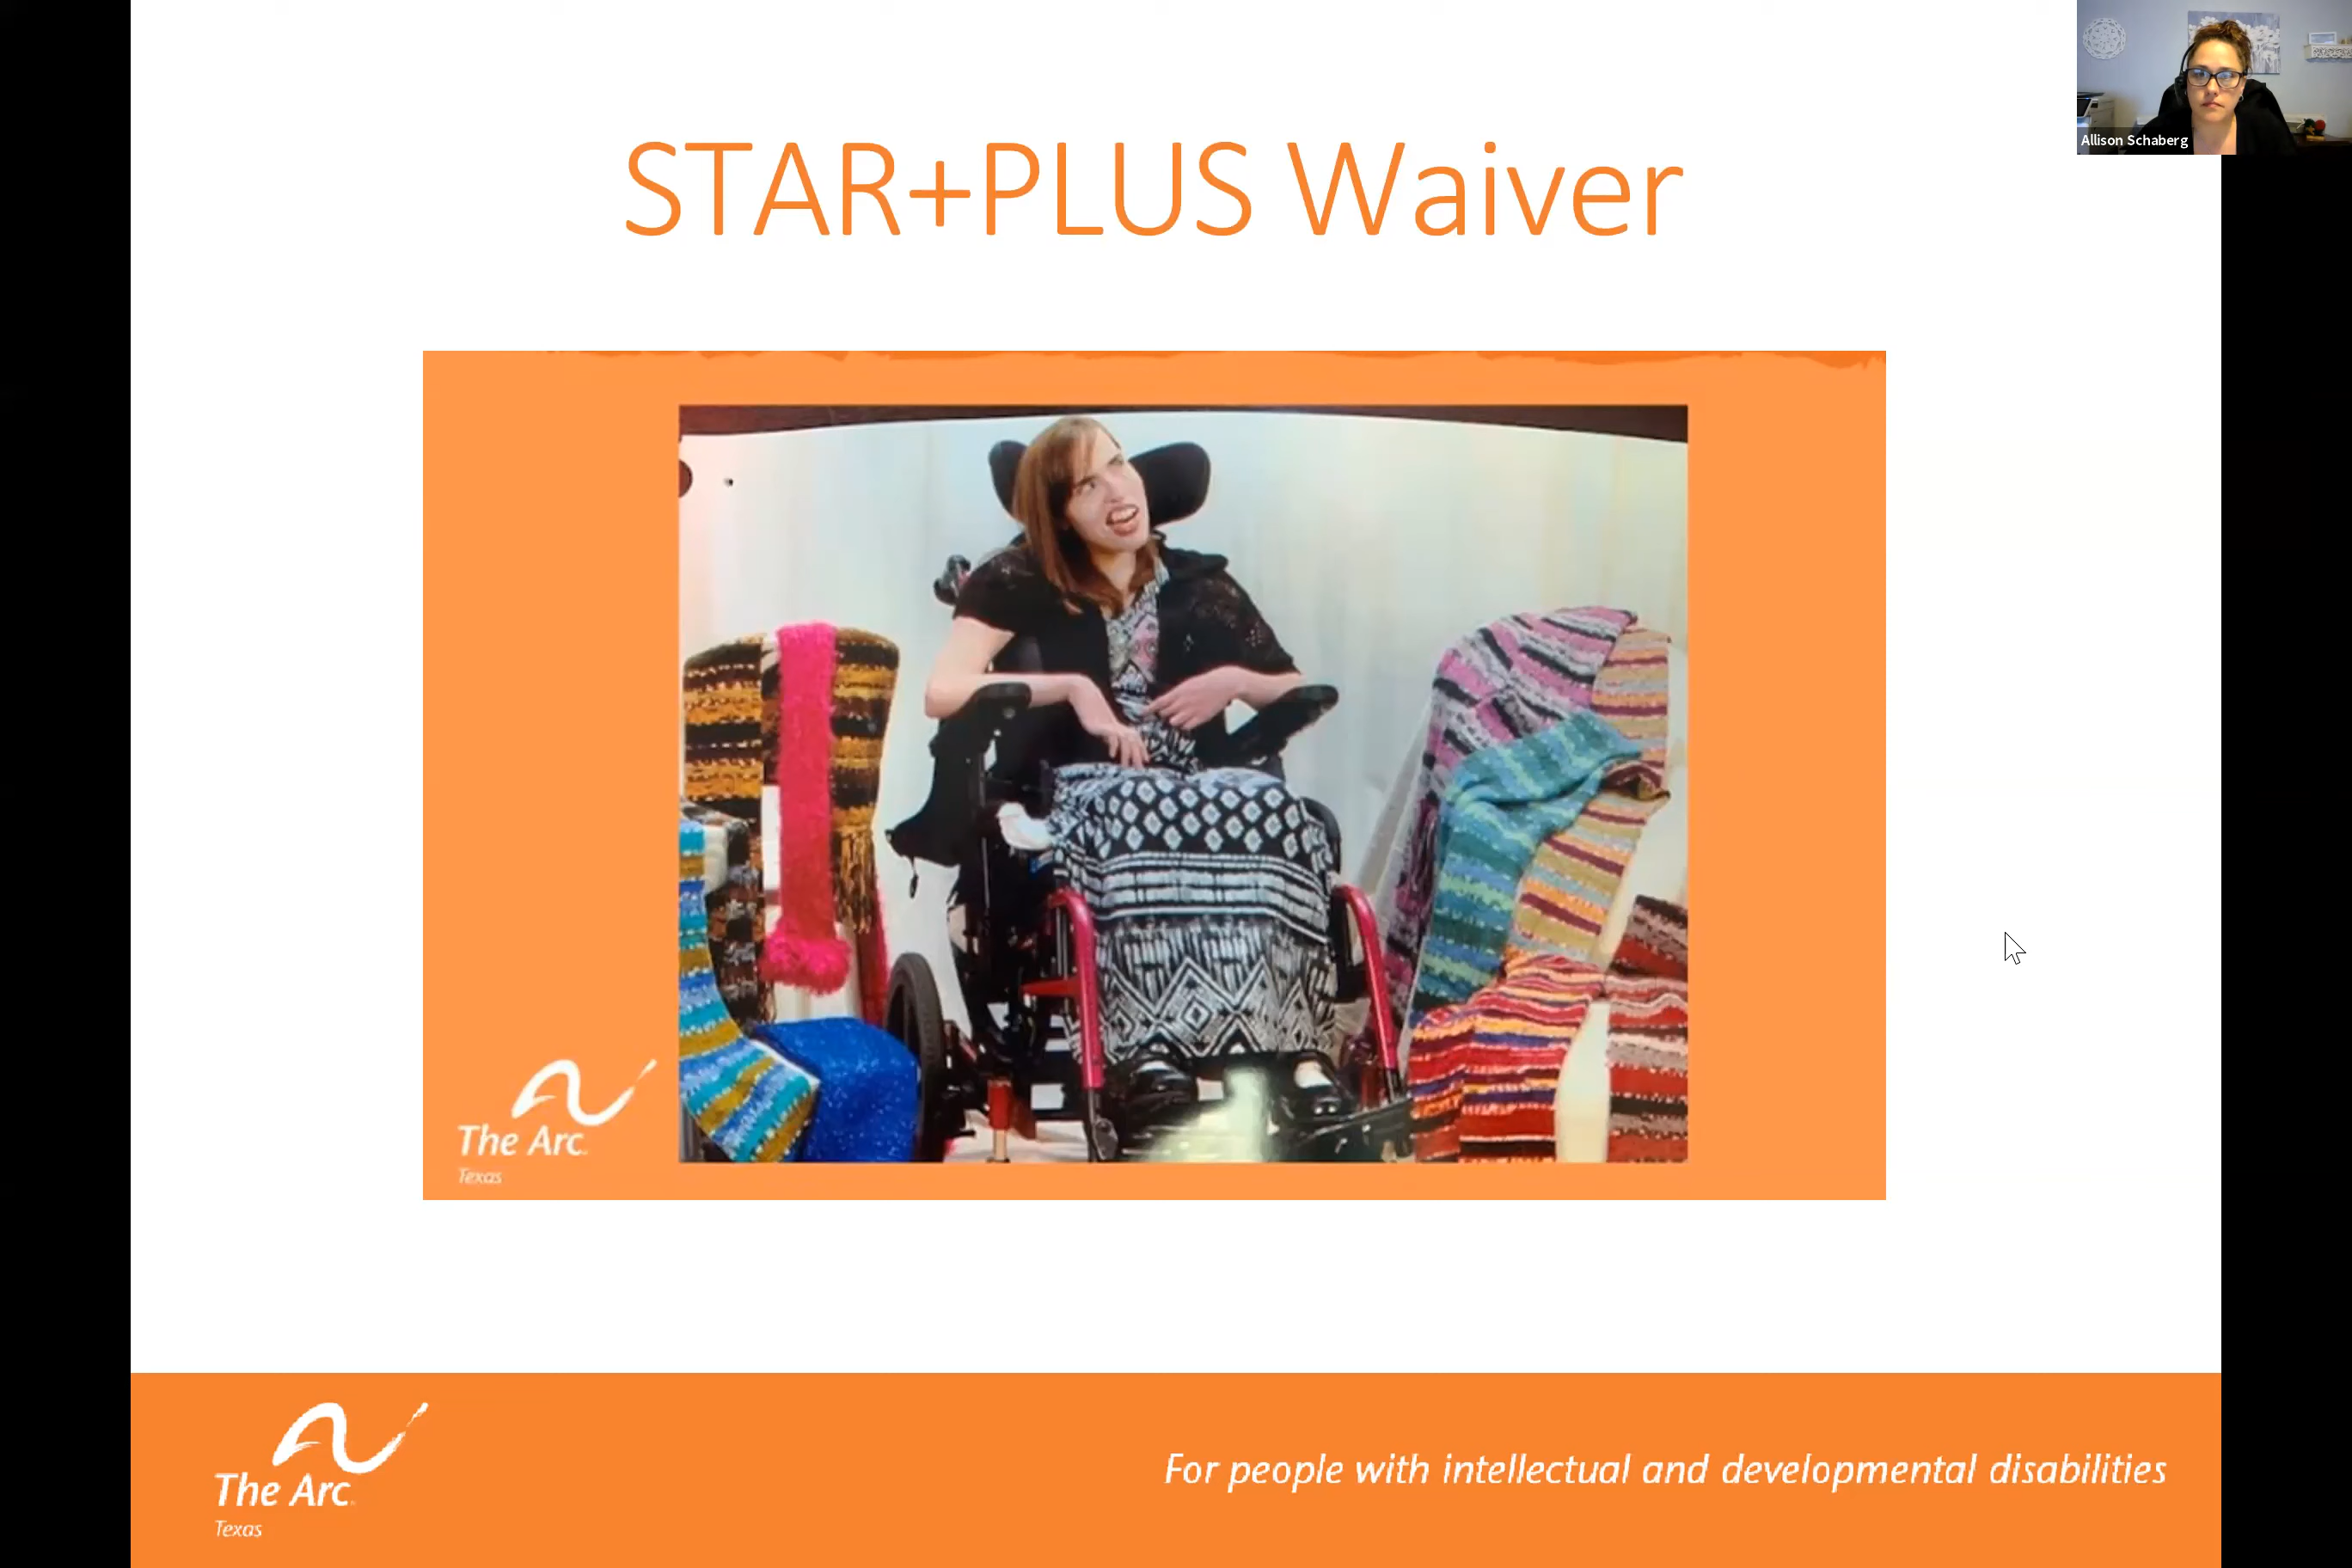 Allison Schaberg
STAR+PLUS Waiver
The Arc
Texas
The Arc
Texas
For people with intellectual and developmental disabilities